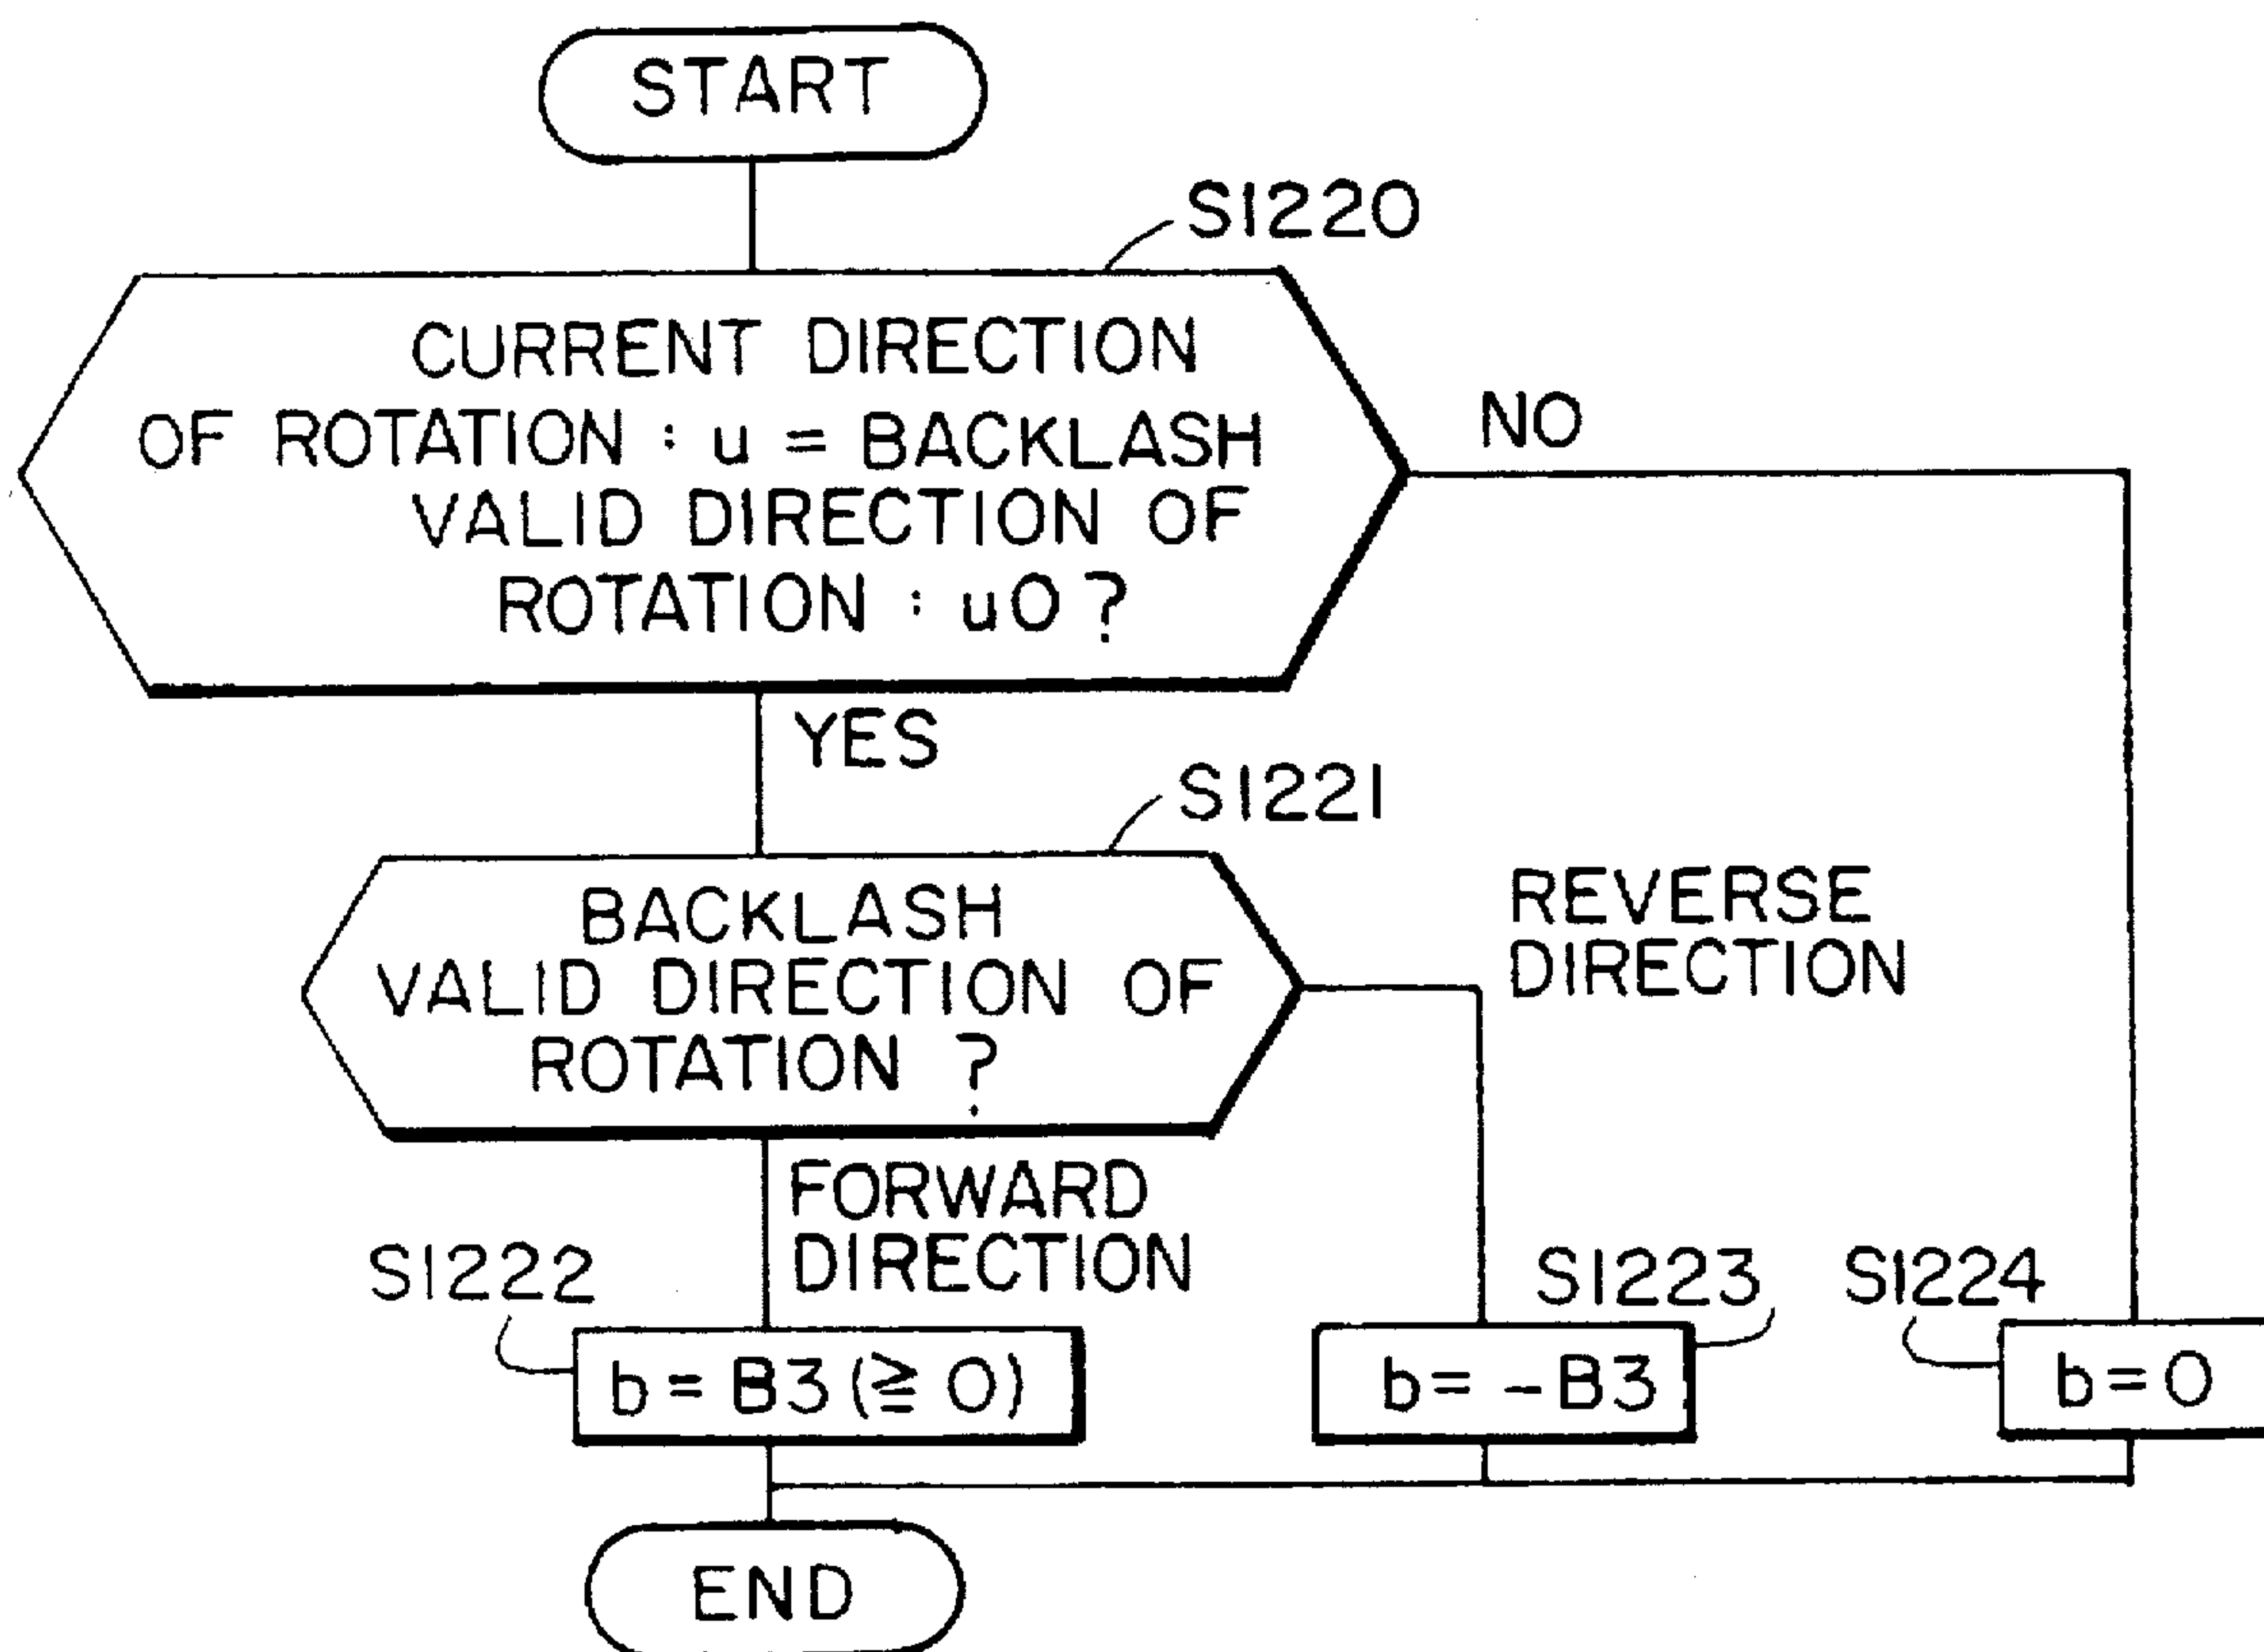 START
S1220
CURRENT DIRECTION
OF ROTATION : u = BACKLASH
VALID DIRECTION OF
ROTATION : u0 ?
NO
YES
S1221
BACKLASH
VALID DIRECTION OF
ROTATION ?
REVERSE
DIRECTION
FORWARD
DIRECTION
S1222
S1223
S1224
b = B3 (≧ 0)
b = -B3
b = 0
END